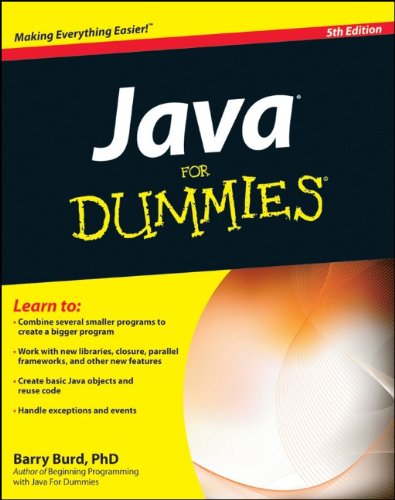 Making Everything Easier!™
5th Edition
Java®
FOR
DUMMIES®
Learn to:
• Combine several smaller programs to
create a bigger program
• Work with new libraries, closure, parallel
frameworks, and other new features
• Create basic Java objects and
reuse code
• Handle exceptions and events
Barry Burd, PhD
Author of Beginning Programming
with Java For Dummies